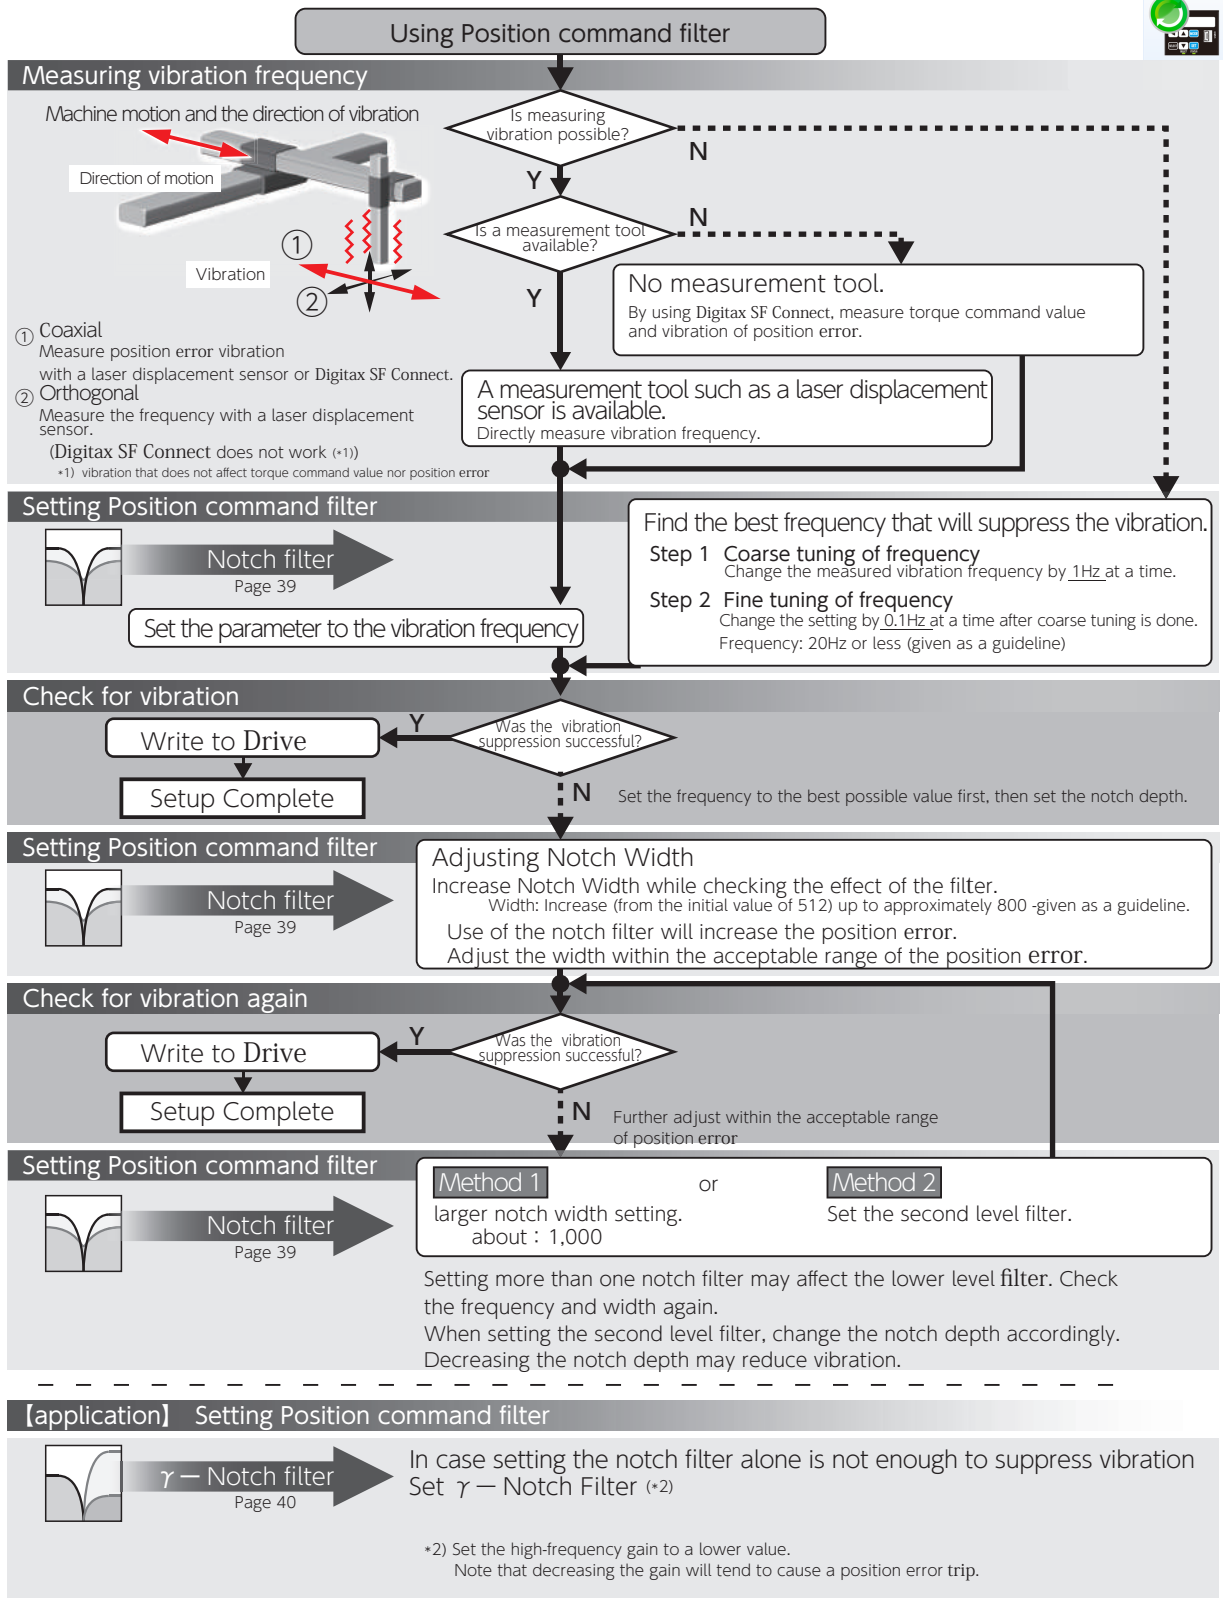 Using Position command filter
Measuring vibration frequency
Machine motion and the direction of vibration
Direction of motion
Vibration
①
②
① Coaxial
Measure position error vibration
with a laser displacement sensor or Digitax SF Connect.
② Orthogonal
Measure the frequency with a laser displacement
sensor.
(Digitax SF Connect does not work (*1))
*1) vibration that does not affect torque command value nor position error
Is measuring
vibration possible?
N
Y
Is a measurement tool
available?
N
Y
No measurement tool.
By using Digitax SF Connect, measure torque command value
and vibration of position error.
A measurement tool such as a laser displacement
sensor is available.
Directly measure vibration frequency.
Setting Position command filter
Notch filter
Page 39
Set the parameter to the vibration frequency
Find the best frequency that will suppress the vibration.
Step 1 Coarse tuning of frequency
Change the measured vibration frequency by 1Hz at a time.
Step 2 Fine tuning of frequency
Change the setting by 0.1Hz at a time after coarse tuning is done.
Frequency: 20Hz or less (given as a guideline)
Check for vibration
Was the vibration
suppression successful?
Y
Write to Drive
Setup Complete
N
Set the frequency to the best possible value first, then set the notch depth.
Setting Position command filter
Notch filter
Page 39
Adjusting Notch Width
Increase Notch Width while checking the effect of the filter.
Width: Increase (from the initial value of 512) up to approximately 800 -given as a guideline.
Use of the notch filter will increase the position error.
Adjust the width within the acceptable range of the position error.
Check for vibration again
Was the vibration
suppression successful?
Y
Write to Drive
Setup Complete
N
Further adjust within the acceptable range
of position error
Setting Position command filter
Notch filter
Page 39
Method 1
or
Method 2
larger notch width setting.
about : 1,000
Set the second level filter.
Setting more than one notch filter may affect the lower level filter. Check
the frequency and width again.
When setting the second level filter, change the notch depth accordingly.
Decreasing the notch depth may reduce vibration.
【application】 Setting Position command filter
γ — Notch filter
Page 40
In case setting the notch filter alone is not enough to suppress vibration
Set γ — Notch Filter (*2)
*2) Set the high-frequency gain to a lower value.
Note that decreasing the gain will tend to cause a position error trip.